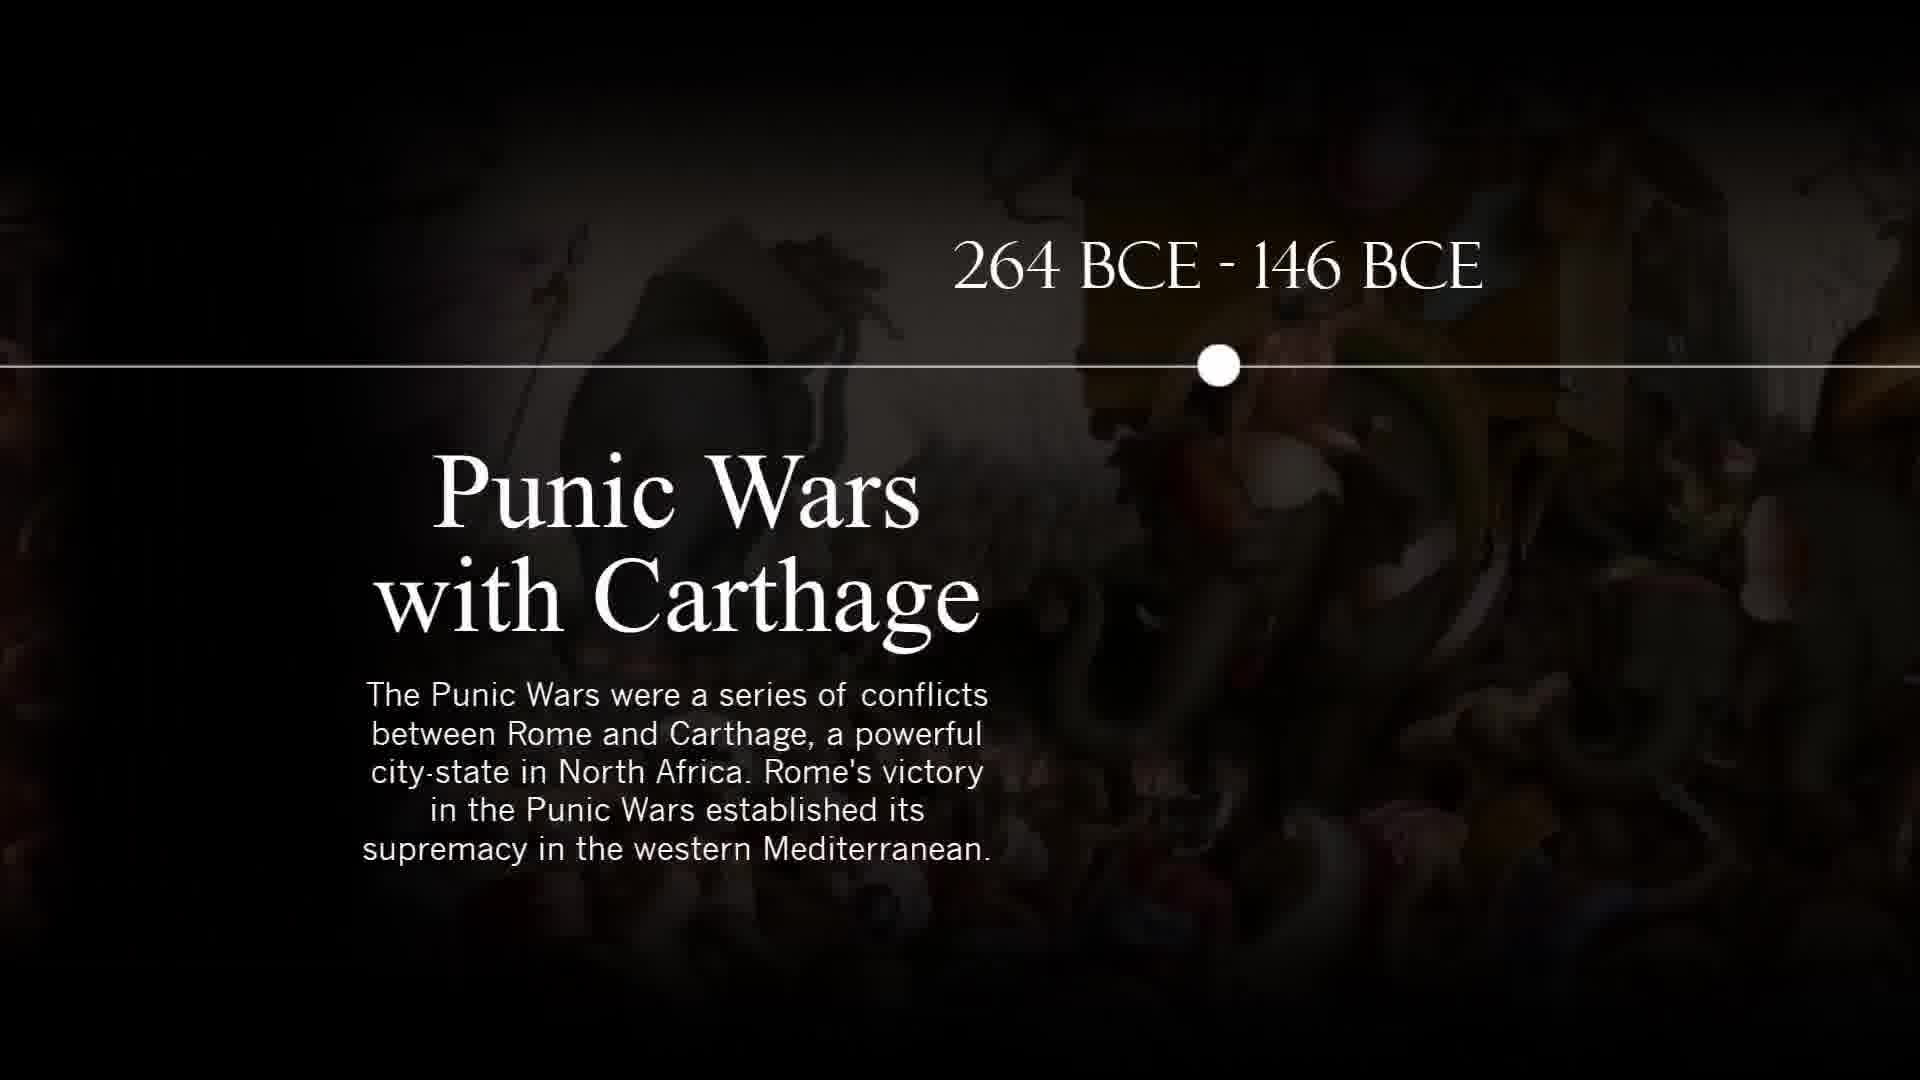 264 BCE - 146 BCE
Punic Wars
with Carthage
The Punic Wars were a series of conflicts
between Rome and Carthage, a powerful
city-state in North Africa. Rome's victory
in the Punic Wars established its
supremacy in the western Mediterranean.